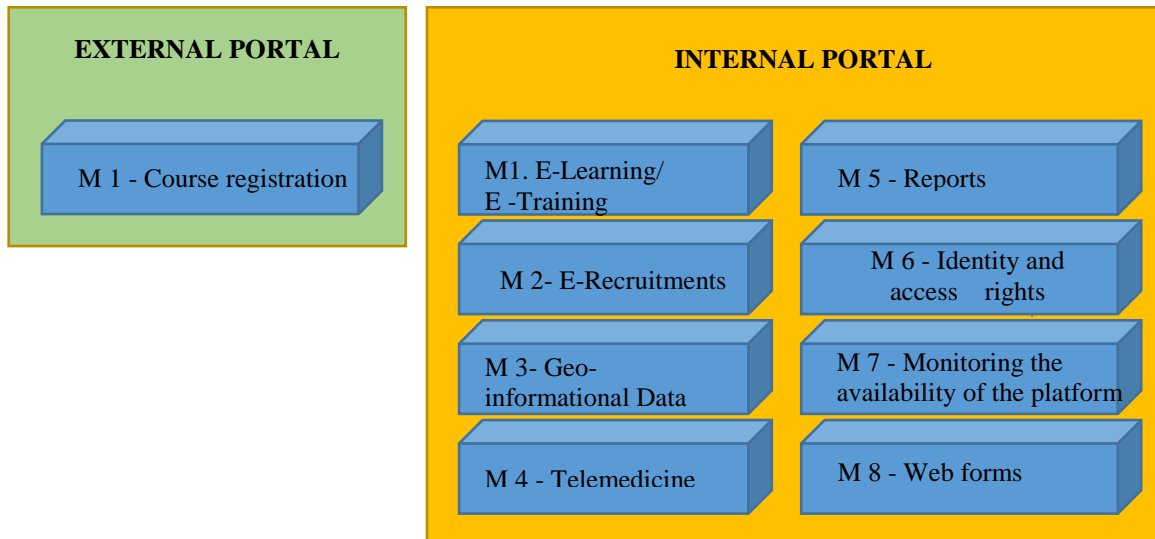 EXTERNAL PORTAL
M 1 - Course registration
INTERNAL PORTAL
M1. E-Learning/
E -Training
M 2- E-Recruitments
M 3- Geo-
informational Data
M 4 - Telemedicine
M 5 - Reports
M 6 - Identity and
access rights
M 7 - Monitoring the
availability of the platform
M 8 - Web forms